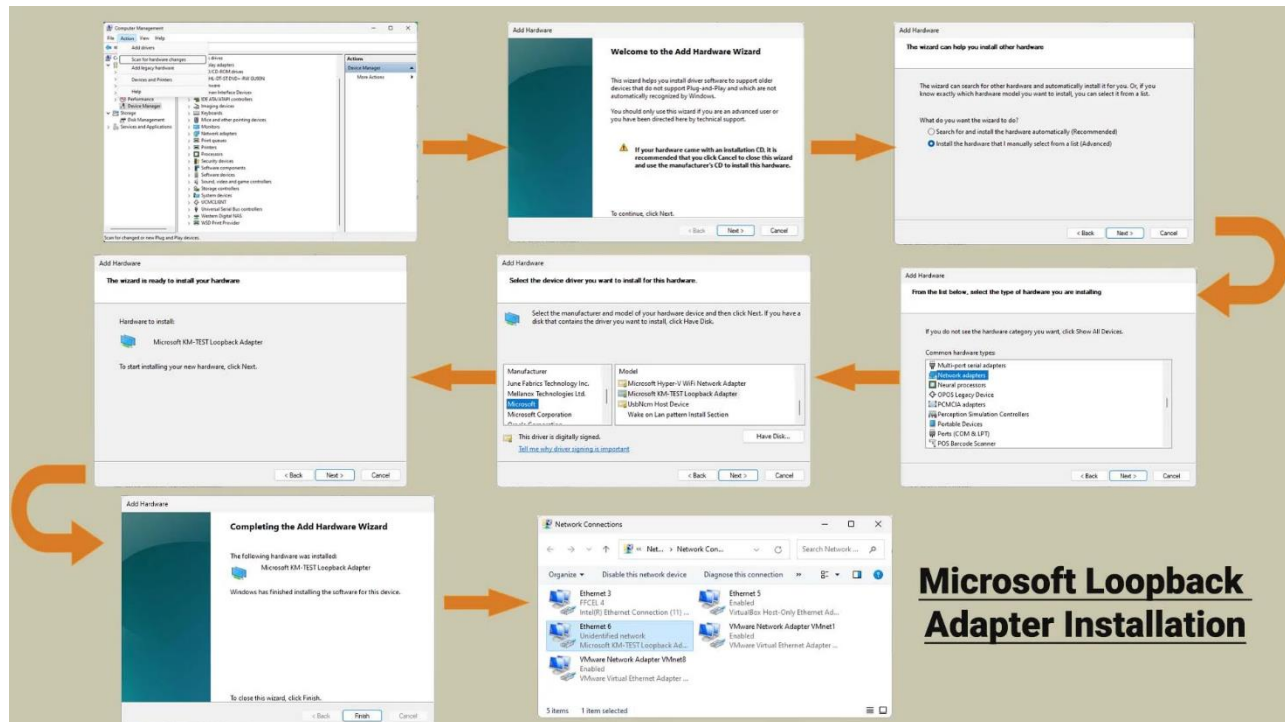 Computer Management
File Action View Help
Add drivers
Scan for hardware changes
Add legacy hardware
Devices and Printers
Help
Performance
Device Manager
Storage
Disk Management
Services and Applications
IDE ATA/ATAPI controllers
Imaging devices
Keyboards
Mice and other pointing devices
Monitors
Network adapters
Print queues
Printers
Processors
Security devices
Software components
Software devices
Sound, video and game controllers
Storage controllers
System devices
UCMCLIENT
Universal Serial Bus controllers
Western Digital NAS
WSD Print Provider
Actions
Device Manager
More Actions
Scan for changed or new Plug and Play devices.
Add Hardware
Welcome to the Add Hardware Wizard
This wizard helps you install driver software to support older
devices that do not support Plug-and-Play and which are not
automatically recognized by Windows.
You should only use this wizard if you are an advanced user or
you have been directed here by technical support.
If your hardware came with an installation CD, it is
recommended that you click Cancel to close this wizard
and use the manufacturer's CD to install this hardware.
To continue, click Next.
< Back Next > Cancel
Add Hardware
The wizard can help you install other hardware
The wizard can search for other hardware and automatically install it for you. Or, if you
know exactly which hardware model you want to install, you can select it from a list.
What do you want the wizard to do?
Search for and install the hardware automatically (Recommended)
Install the hardware that I manually select from a list (Advanced)
< Back Next > Cancel
Add Hardware
From the list below, select the type of hardware you are installing
If you do not see the hardware category you want, click Show All Devices.
Common hardware types
Multi-port serial adapters
Network adapters
Neural processors
OPOS Legacy Device
PCMCIA adapters
Perception Simulation Controllers
Portable Devices
Ports (COM & LPT)
POS Barcode Scanner
< Back Next > Cancel
Add Hardware
Select the device driver you want to install for this hardware.
Select the manufacturer and model of your hardware device and then click Next. If you have a
disk that contains the driver you want to install, click Have Disk.
Manufacturer
June Fabrics Technology Inc.
Mellanox Technologies Ltd.
Microsoft
Microsoft Corporation
Model
Microsoft Hyper-V WiFi Network Adapter
Microsoft KM-TEST Loopback Adapter
UsbNcm Host Device
Wake on Lan pattern Install Section
This driver is digitally signed.
Tell me why driver signing is important
Have Disk...
< Back Next > Cancel
Add Hardware
The wizard is ready to install your hardware
Hardware to install:
Microsoft KM-TEST Loopback Adapter
To start installing your new hardware, click Next.
< Back Next > Cancel
Add Hardware
Completing the Add Hardware Wizard
The following hardware was installed:
Microsoft KM-TEST Loopback Adapter
Windows has finished installing the software for this device.
To close this wizard, click Finish.
< Back Finish Cancel
Network Connections
Net... > Network Con...
Search Network ...
Organize Disable this network device Diagnose this connection »
Ethernet 3
FFCEL 4
Intel(R) Ethernet Connection (11) ...
Ethernet 5
Enabled
VirtualBox Host-Only Ethernet Ad...
Ethernet 6
Unidentified network
Microsoft KM-TEST Loopback Ad...
VMware Network Adapter VMnet1
Enabled
VMware Virtual Ethernet Adapter ...
VMware Network Adapter VMnet8
Enabled
VMware Virtual Ethernet Adapter ...
5 items 1 item selected
Microsoft Loopback
Adapter Installation